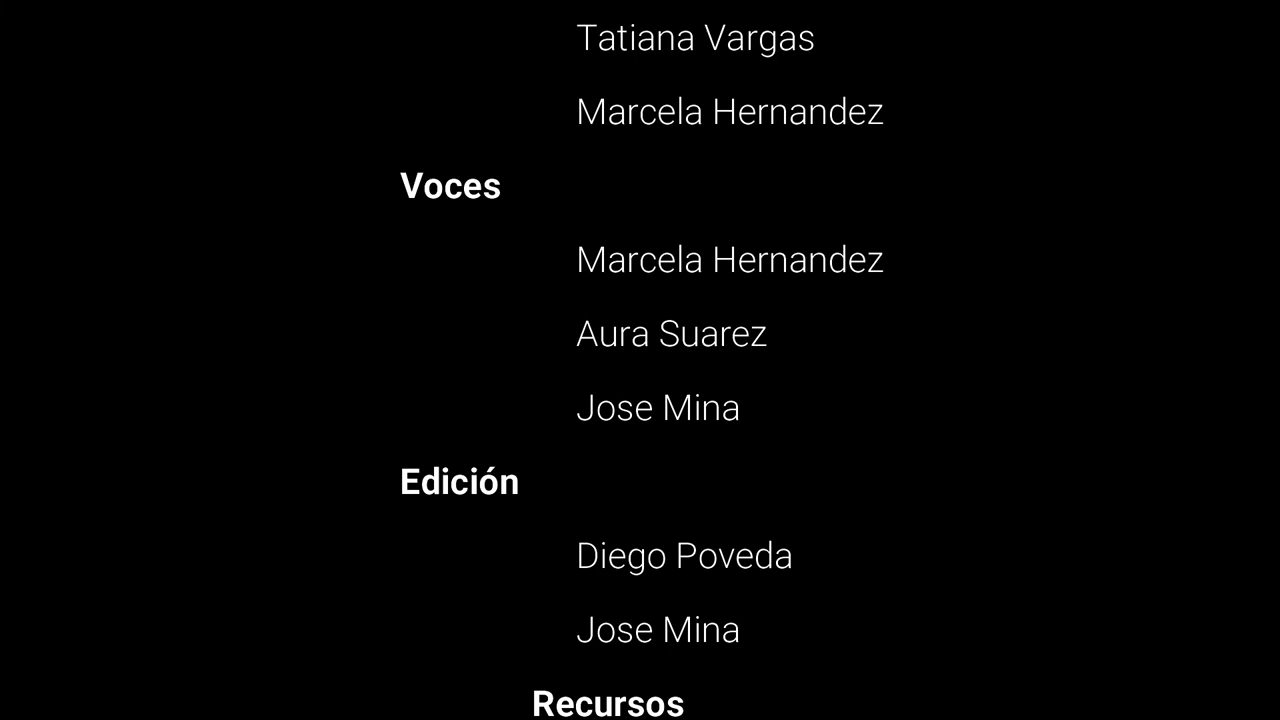 Tatiana Vargas
Marcela Hernandez
Voces
Marcela Hernandez
Aura Suarez
Jose Mina
Edición
Diego Poveda
Jose Mina
Recursos